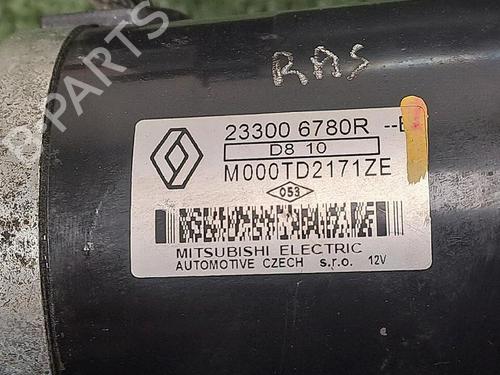 RAS
23300 6780R --E
D8 10
M000TD2171ZE
053
MITSUBISHI ELECTRIC
AUTOMOTIVE CZECH s.r.o. 12V
B-PARTS